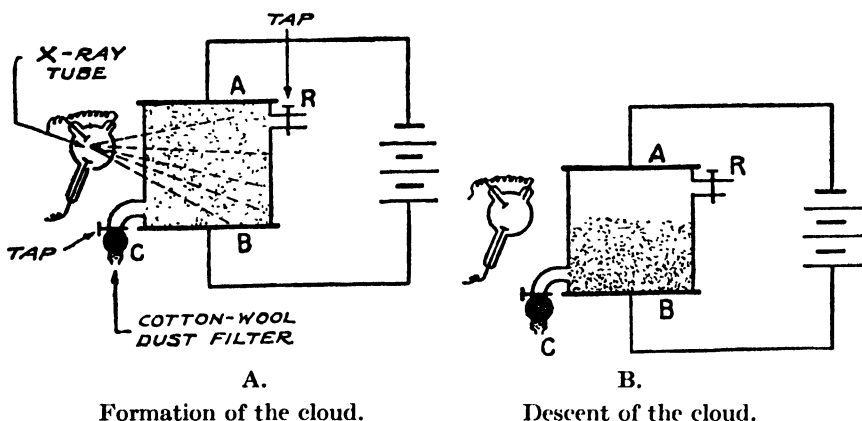 TAP
X-RAY
TUBE
A
R
TAP
C
B
COTTON-WOOL
DUST FILTER
A.
Formation of the cloud.
A
R
B
C
B.
Descent of the cloud.